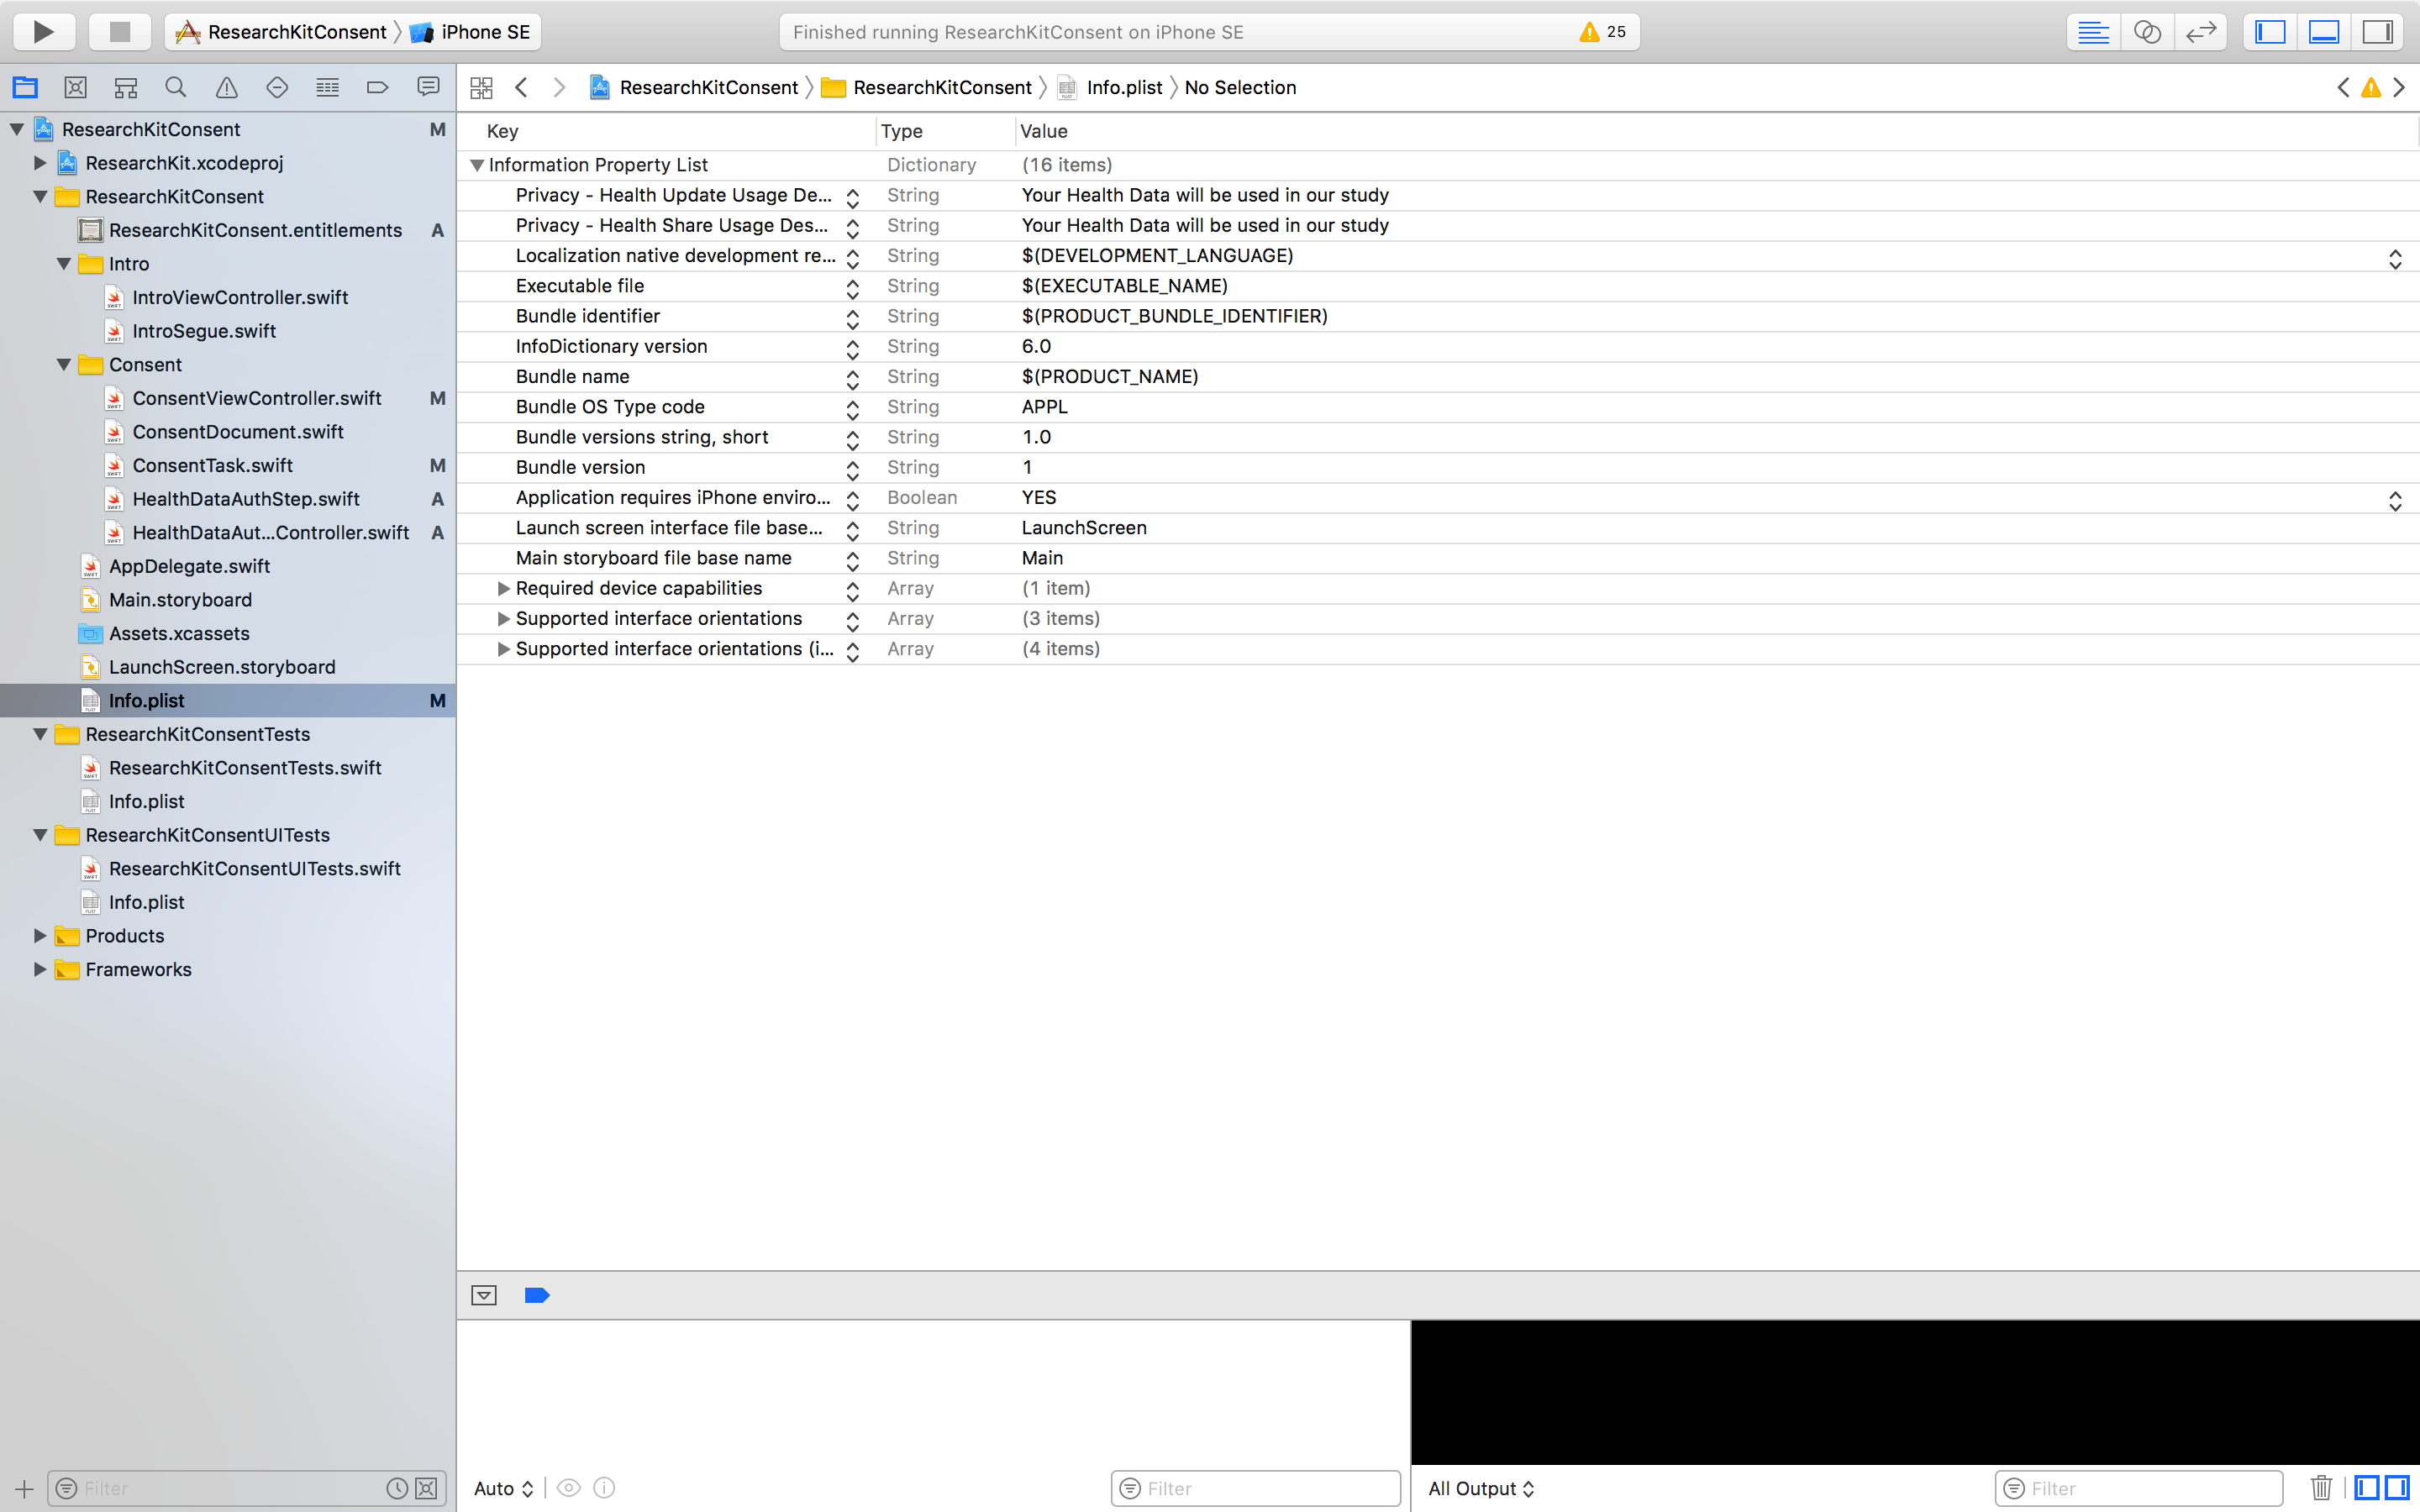 ResearchKitConsent iPhone SE Finished running ResearchKitConsent on iPhone SE 25
ResearchKitConsent ResearchKitConsent Info.plist No Selection
ResearchKitConsent M
ResearchKit.xcodeproj
ResearchKitConsent
ResearchKitConsent.entitlements A
Intro
IntroViewController.swift
IntroSegue.swift
Consent
ConsentViewController.swift M
ConsentDocument.swift
ConsentTask.swift M
HealthDataAuthStep.swift A
HealthDataAut...Controller.swift A
AppDelegate.swift
Main.storyboard
Assets.xcassets
LaunchScreen.storyboard
Info.plist M
ResearchKitConsentTests
ResearchKitConsentTests.swift
Info.plist
ResearchKitConsentUITests
ResearchKitConsentUITests.swift
Info.plist
Products
Frameworks
Filter
Key Type Value
Information Property List Dictionary (16 items)
Privacy - Health Update Usage De... String Your Health Data will be used in our study
Privacy - Health Share Usage Des... String Your Health Data will be used in our study
Localization native development re... String $(DEVELOPMENT_LANGUAGE)
Executable file String $(EXECUTABLE_NAME)
Bundle identifier String $(PRODUCT_BUNDLE_IDENTIFIER)
InfoDictionary version String 6.0
Bundle name String $(PRODUCT_NAME)
Bundle OS Type code String APPL
Bundle versions string, short String 1.0
Bundle version String 1
Application requires iPhone enviro... Boolean YES
Launch screen interface file base... String LaunchScreen
Main storyboard file base name String Main
Required device capabilities Array (1 item)
Supported interface orientations Array (3 items)
Supported interface orientations (i... Array (4 items)
Auto Filter All Output Filter